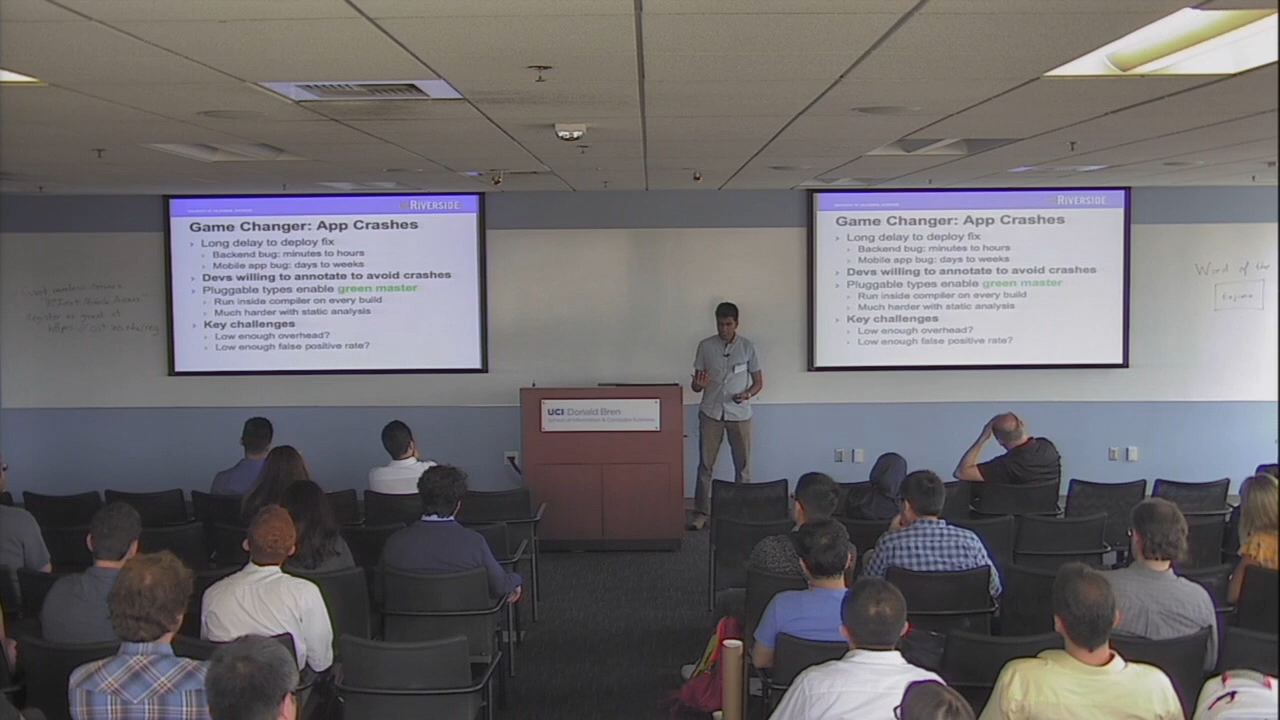 UNIVERSITY OF CALIFORNIA, RIVERSIDE
RIVERSIDE
Game Changer: App Crashes
Long delay to deploy fix
Backend bug: minutes to hours
Mobile app bug: days to weeks
Devs willing to annotate to avoid crashes
Pluggable types enable green master
Run inside compiler on every build
Much harder with static analysis
Key challenges
Low enough overhead?
Low enough false positive rate?
RIVERSIDE
Game Changer: App Crashes
Long delay to deploy fix
Backend bug: minutes to hours
Mobile app bug: days to weeks
Devs willing to annotate to avoid crashes
Pluggable types enable green master
Run inside compiler on every build
Much harder with static analysis
Key challenges
Low enough overhead?
Low enough false positive rate?
Word of the
UCI Donald Bren
School of Information & Computer Sciences